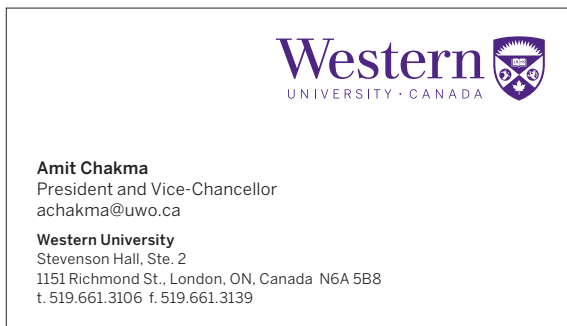 Western
UNIVERSITY · CANADA
Amit Chakma
President and Vice-Chancellor
achakma@uwo.ca
Western University
Stevenson Hall, Ste. 2
1151 Richmond St., London, ON, Canada N6A 5B8
t. 519.661.3106 f. 519.661.3139